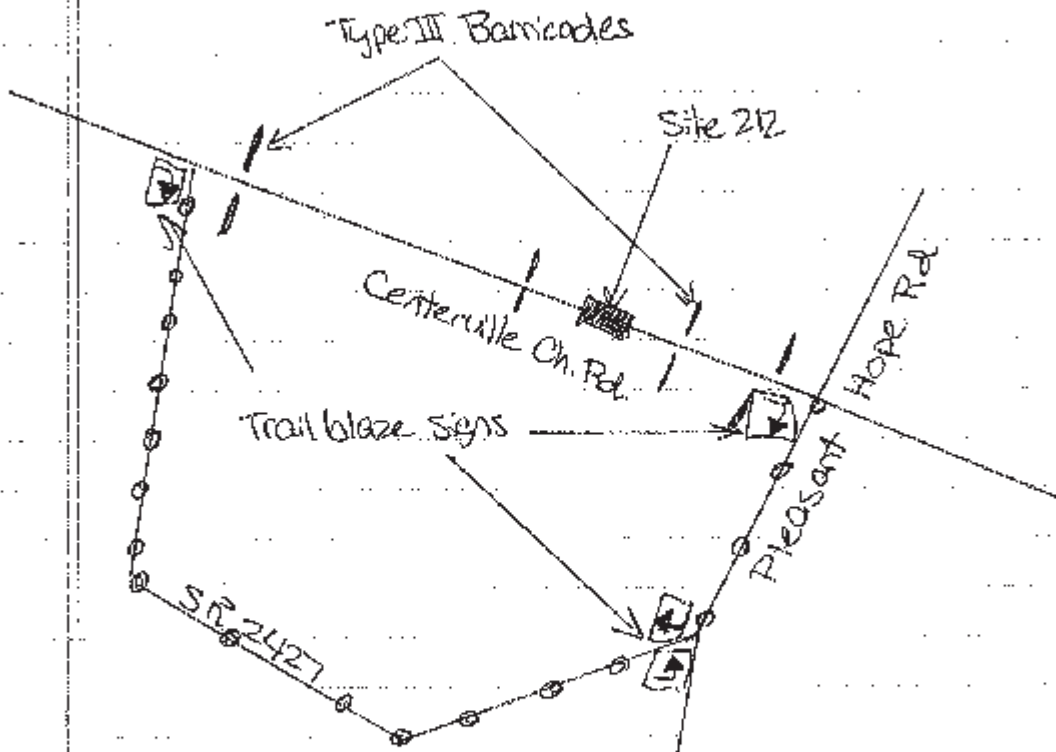 Type III Barricades
Site 212
Centerville Ch. Rd.
Hope Rd
Pleasant
Trail blaze signs
SR 2427